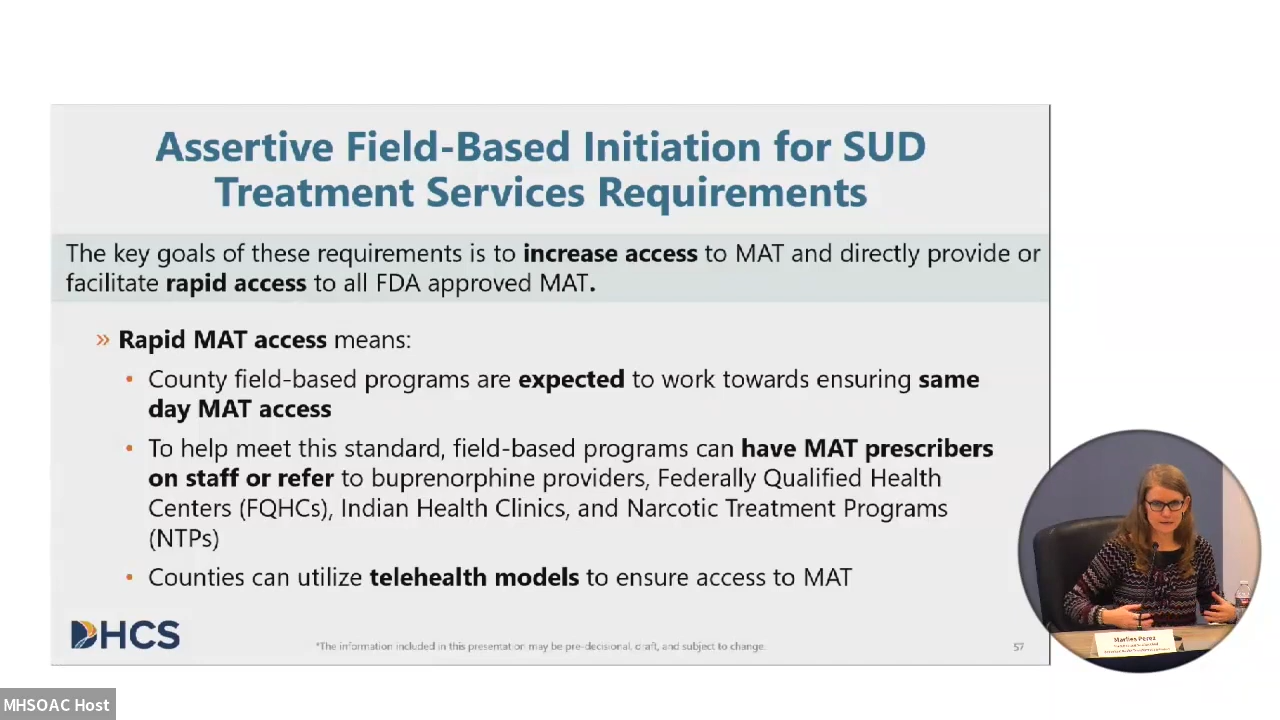 Assertive Field-Based Initiation for SUD
Treatment Services Requirements
The key goals of these requirements is to increase access to MAT and directly provide or
facilitate rapid access to all FDA approved MAT.
» Rapid MAT access means:
• County field-based programs are expected to work towards ensuring same
day MAT access
• To help meet this standard, field-based programs can have MAT prescribers
on staff or refer to buprenorphine providers, Federally Qualified Health
Centers (FQHCs), Indian Health Clinics, and Narcotic Treatment Programs
(NTPs)
• Counties can utilize telehealth models to ensure access to MAT
DHCS
*The information included in this presentation may be pre-decisional, draft, and subject to change.
57
Marlies Perez
MHSOAC Host